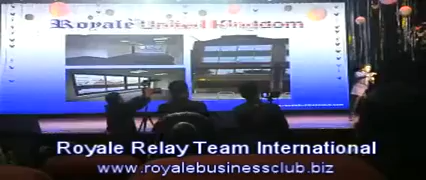 Royale United Kingdom
Royale Relay Team International
www.royalebusinessclub.biz